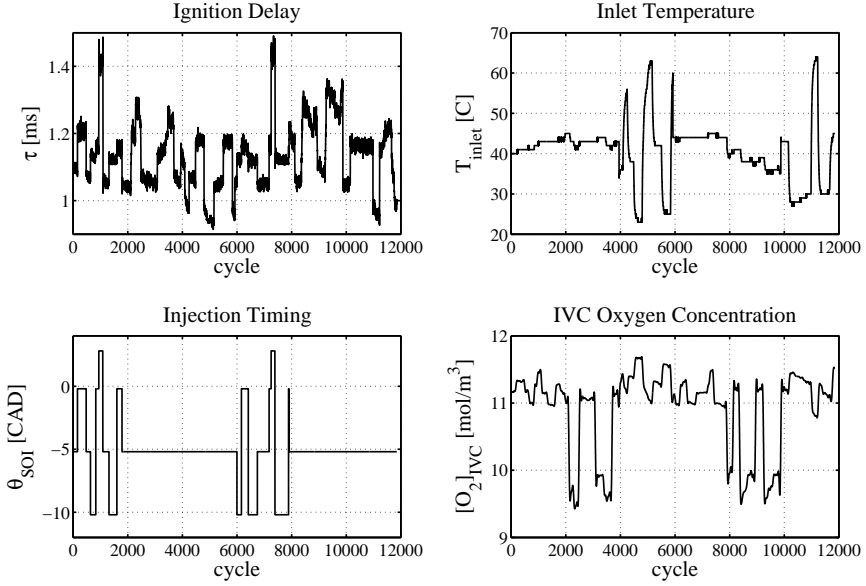 Ignition Delay
1.4
1.2
1
τ [ms]
0 2000 4000 6000 8000 10000 12000
cycle
Inlet Temperature
70
60
50
40
30
20
T_inlet [C]
0 2000 4000 6000 8000 10000 12000
cycle
Injection Timing
0
−5
−10
θ_SOI [CAD]
0 2000 4000 6000 8000 10000 12000
cycle
IVC Oxygen Concentration
12
11
10
9
[O₂]_IVC [mol/m³]
0 2000 4000 6000 8000 10000 12000
cycle